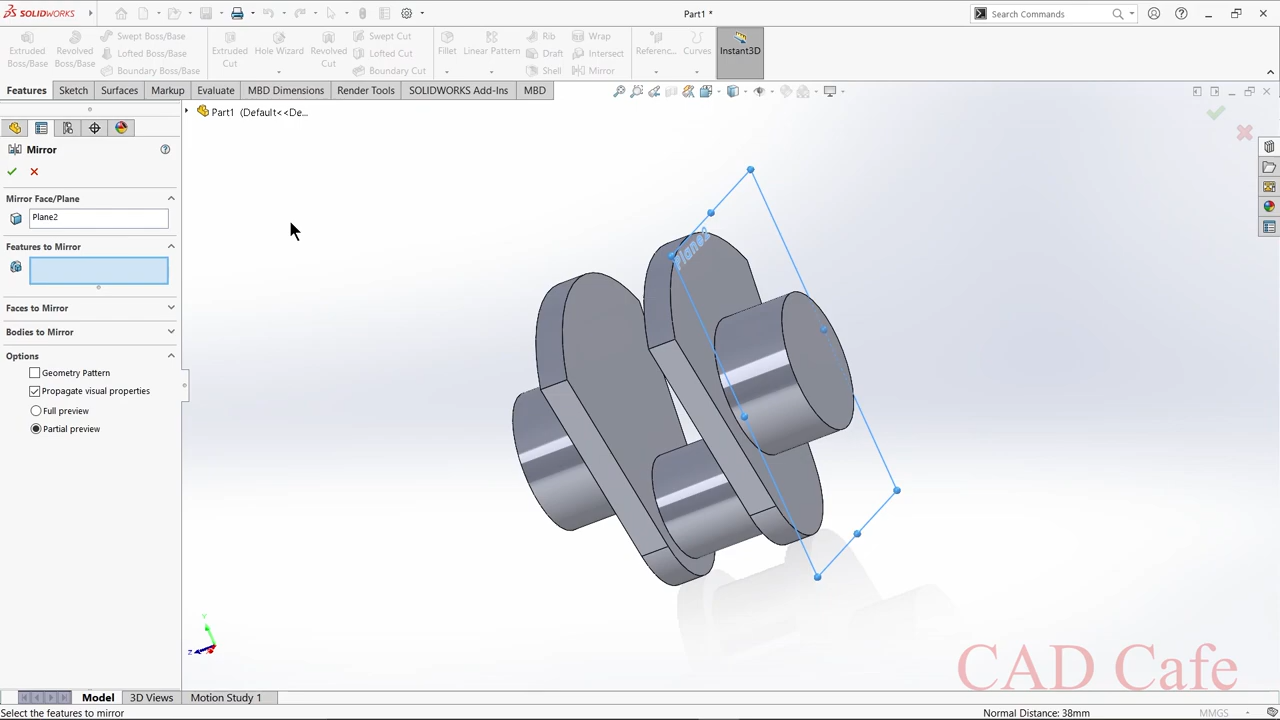 SOLIDWORKS
Part1 *
Search Commands
Extruded Boss/Base
Revolved Boss/Base
Swept Boss/Base
Lofted Boss/Base
Boundary Boss/Base
Extruded Cut
Hole Wizard
Revolved Cut
Swept Cut
Lofted Cut
Boundary Cut
Fillet
Linear Pattern
Rib
Draft
Shell
Wrap
Intersect
Mirror
Referenc...
Curves
Instant3D
Features
Sketch
Surfaces
Markup
Evaluate
MBD Dimensions
Render Tools
SOLIDWORKS Add-Ins
MBD
Part1 (Default<<De...
Mirror
Mirror Face/Plane
Plane2
Features to Mirror
Faces to Mirror
Bodies to Mirror
Options
Geometry Pattern
Propagate visual properties
Full preview
Partial preview
Plane2
Y
Z
CAD Cafe
Model
3D Views
Motion Study 1
Select the features to mirror
Normal Distance: 38mm
MMGS